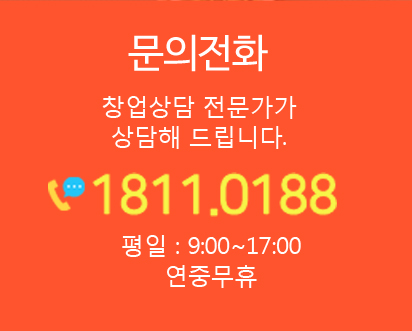 문의전화
창업상담 전문가가
상담해 드립니다.
1811.0188
평일 : 9:00~17:00
연중무휴